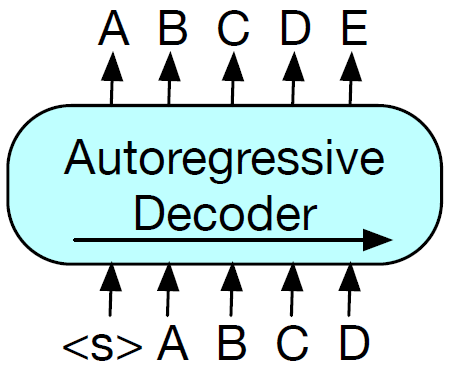 A B C D E
Autoregressive
Decoder
<s> A B C D